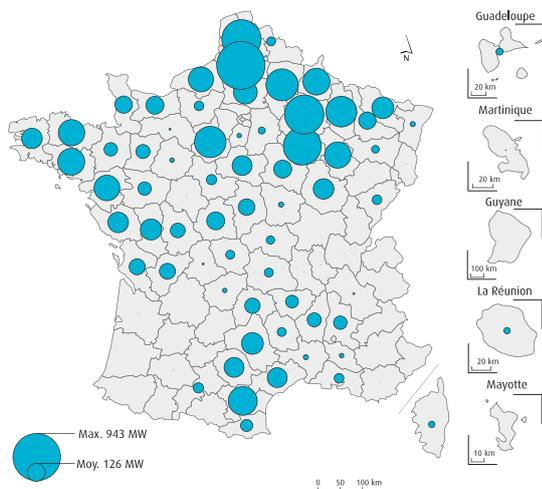 Guadeloupe
20 km
Martinique
20 km
Guyane
100 km
La Réunion
20 km
Mayotte
10 km
N
Max. 943 MW
Moy. 126 MW
0 50 100 km